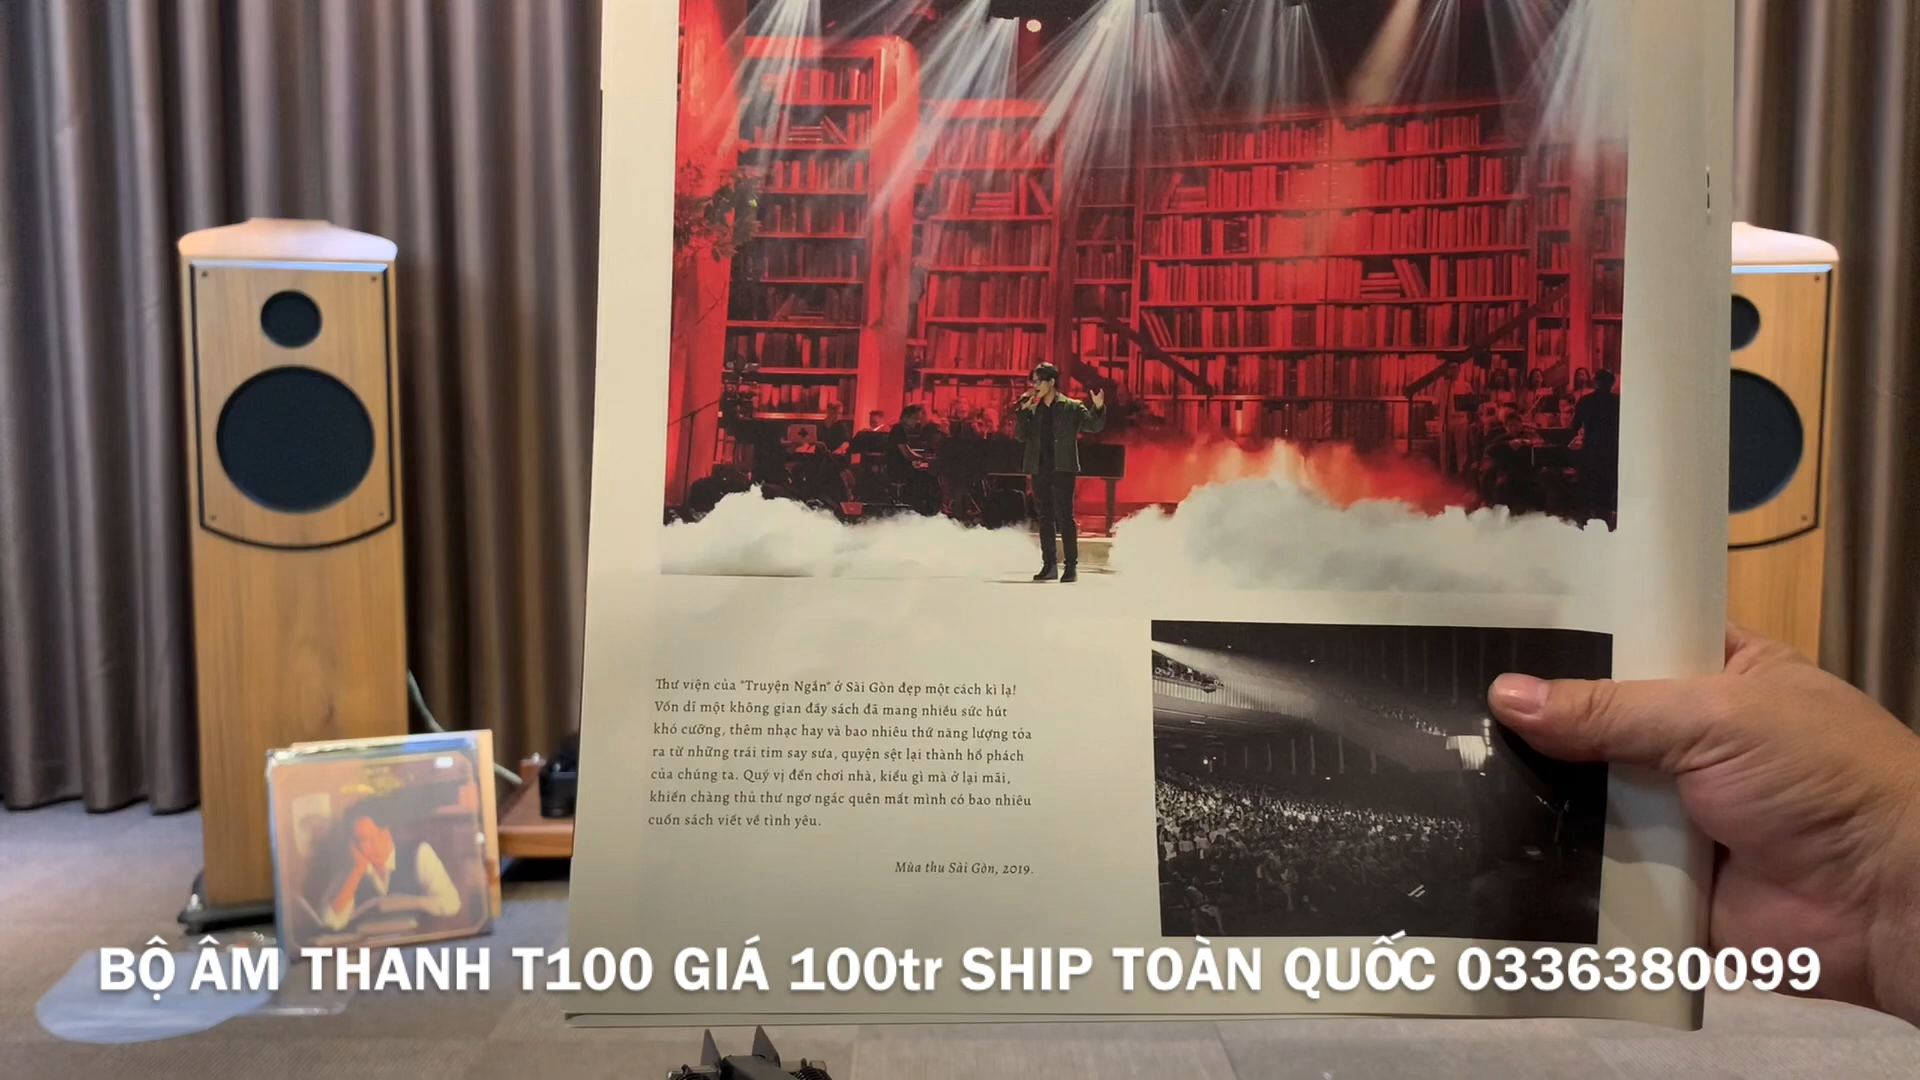 Thư viện của "Truyện Ngắn" ở Sài Gòn đẹp một cách kì lạ!
Vốn dĩ một không gian đầy sách đã mang nhiều sức hút
khó cưỡng, thêm nhạc hay và bao nhiêu thứ năng lượng tỏa
ra từ những trái tim say sưa, quyện sệt lại thành hổ phách
của chúng ta. Quý vị đến chơi nhà, kiểu gì mà ở lại mãi,
khiến chàng thủ thư ngơ ngác quên mất mình có bao nhiêu
cuốn sách viết về tình yêu.
Mùa thu Sài Gòn, 2019.
BỘ ÂM THANH T100 GIÁ 100tr SHIP TOÀN QUỐC 0336380099